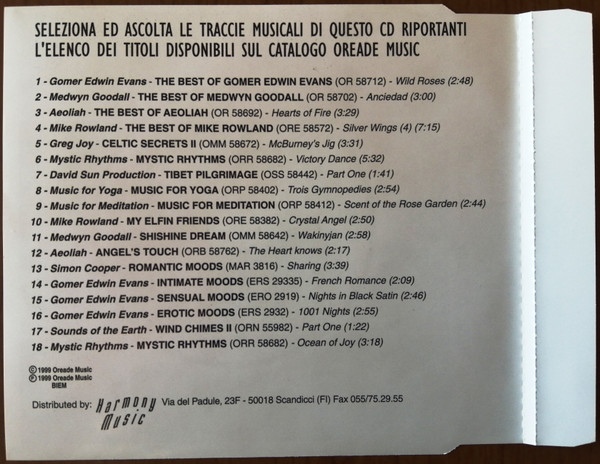 SELEZIONA ED ASCOLTA LE TRACCIE MUSICALI DI QUESTO CD RIPORTANTI
L'ELENCO DEI TITOLI DISPONIBILI SUL CATALOGO OREADE MUSIC
1 - Gomer Edwin Evans - THE BEST OF GOMER EDWIN EVANS (OR 58712) - Wild Roses (2:48)
2 - Medwyn Goodall - THE BEST OF MEDWYN GOODALL (OR 58702) - Anciedad (3:00)
3 - Aeoliah - THE BEST OF AEOLIAH (OR 58692) - Hearts of Fire (3:29)
4 - Mike Rowland - THE BEST OF MIKE ROWLAND (ORE 58572) - Silver Wings (4) (7:15)
5 - Greg Joy - CELTIC SECRETS II (OMM 58672) - McBurney's Jig (3:31)
6 - Mystic Rhythms - MYSTIC RHYTHMS (ORR 58682) - Victory Dance (5:32)
7 - David Sun Production - TIBET PILGRIMAGE (OSS 58442) - Part One (1:41)
8 - Music for Yoga - MUSIC FOR YOGA (ORP 58402) - Trois Gymnopedies (2:54)
9 - Music for Meditation - MUSIC FOR MEDITATION (ORP 58412) - Scent of the Rose Garden (2:44)
10 - Mike Rowland - MY ELFIN FRIENDS (ORE 58382) - Crystal Angel (2:50)
11 - Medwyn Goodall - SHISHINE DREAM (OMM 58642) - Wakinyjan (2:58)
12 - Aeoliah - ANGEL'S TOUCH (ORB 58762) - The Heart knows (2:17)
13 - Simon Cooper - ROMANTIC MOODS (MAR 3816) - Sharing (3:39)
14 - Gomer Edwin Evans - INTIMATE MOODS (ERS 29335) - French Romance (2:09)
15 - Gomer Edwin Evans - SENSUAL MOODS (ERO 2919) - Nights in Black Satin (2:46)
16 - Gomer Edwin Evans - EROTIC MOODS (ERS 2932) - 1001 Nights (2:55)
17 - Sounds of the Earth - WIND CHIMES II (ORN 55982) - Part One (1:22)
18 - Mystic Rhythms - MYSTIC RHYTHMS (ORR 58682) - Ocean of Joy (3:18)
© 1999 Oreade Music
℗ 1999 Oreade Music
BIEM
Distributed by: Harmony Music Via del Padule, 23F - 50018 Scandicci (FI) Fax 055/75.29.55